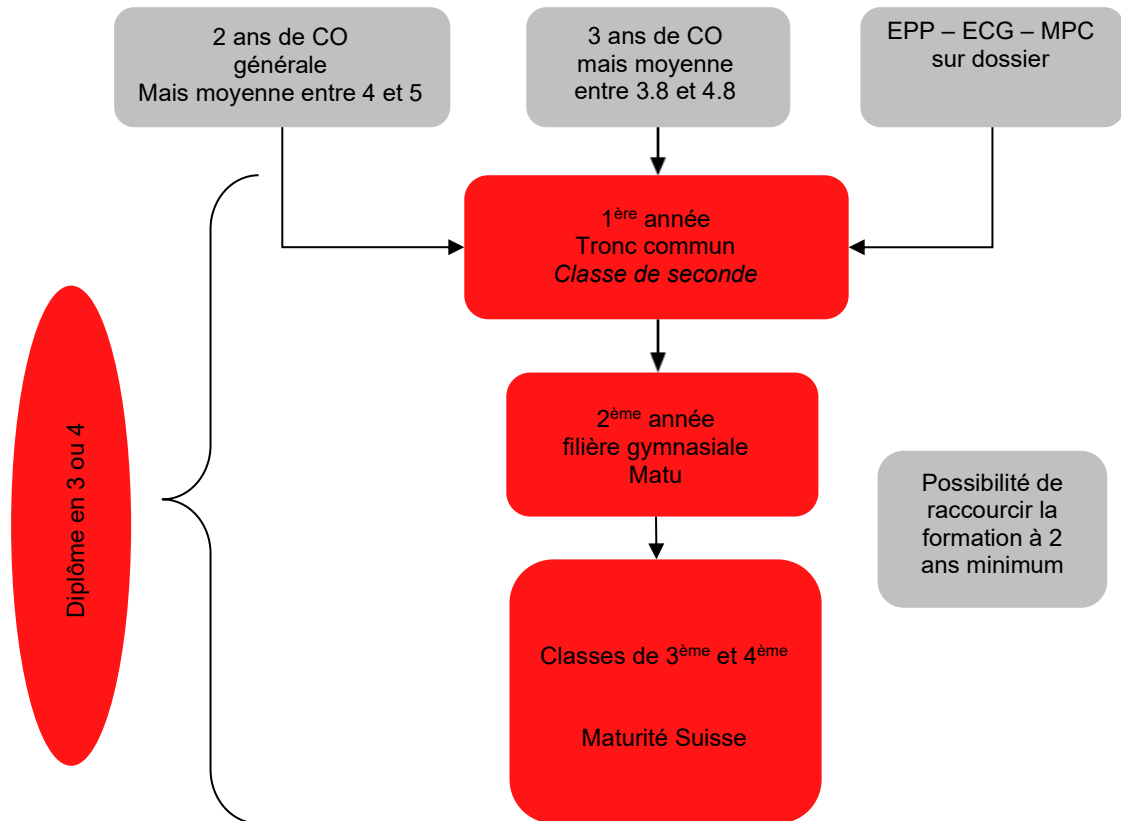 2 ans de CO
générale
Mais moyenne entre 4 et 5
3 ans de CO
mais moyenne
entre 3.8 et 4.8
EPP – ECG – MPC
sur dossier
1ère année
Tronc commun
Classe de seconde
Diplôme en 3 ou 4
2ème année
filière gymnasiale
Matu
Possibilité de
raccourcir la
formation à 2
ans minimum
Classes de 3ème et 4ème
Maturité Suisse